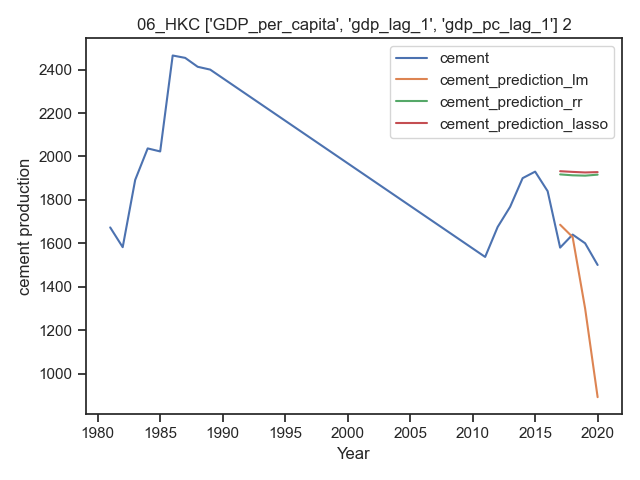 06_HKC ['GDP_per_capita', 'gdp_lag_1', 'gdp_pc_lag_1'] 2
cement
cement_prediction_lm
cement_prediction_rr
cement_prediction_lasso
cement production
2400
2200
2000
1800
1600
1400
1200
1000
1980 1985 1990 1995 2000 2005 2010 2015 2020
Year